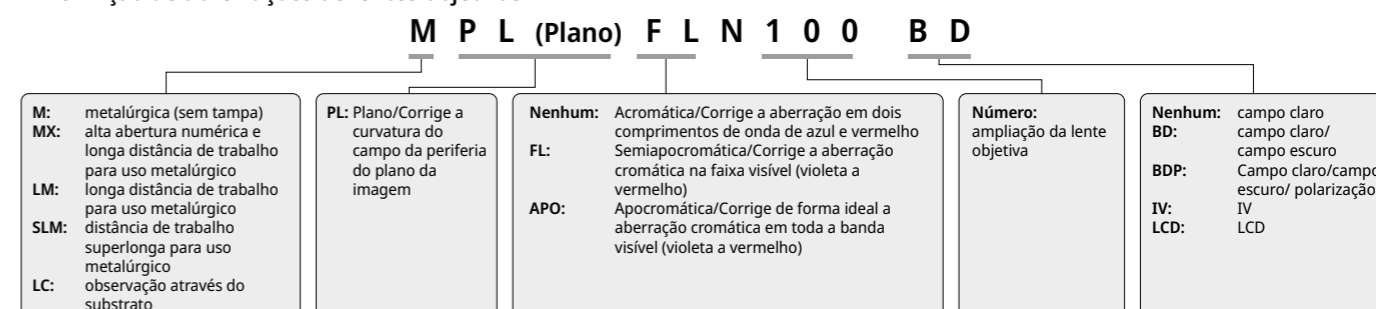 M P L (Plano) F L N 1 0 0 B D
M: metalúrgica (sem tampa)
MX: alta abertura numérica e
longa distância de trabalho
para uso metalúrgico
LM: longa distância de trabalho
para uso metalúrgico
SLM: distância de trabalho
superlonga para uso
metalúrgico
LC: observação através do
substrato
PL: Plano/Corrige a
curvatura do
campo da periferia
do plano da
imagem
Nenhum: Acromática/Corrige a aberração em dois
comprimentos de onda de azul e vermelho
FL: Semiapocromática/Corrige a aberração
cromática na faixa visível (violeta a
vermelho)
APO: Apocromática/Corrige de forma ideal a
aberração cromática em toda a banda
visível (violeta a vermelho)
Número:
ampliação da lente
objetiva
Nenhum: campo claro
BD: campo claro/
campo escuro
BDP: Campo claro/campo
escuro/ polarização
IV: IV
LCD: LCD